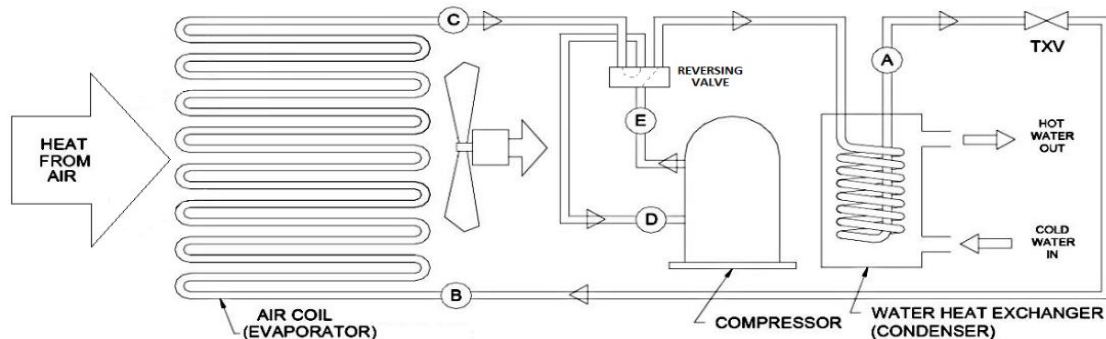 C
TXV
REVERSING
VALVE
A
E
HEAT
FROM
AIR
HOT
WATER
OUT
D
COLD
WATER
IN
B
AIR COIL
(EVAPORATOR)
COMPRESSOR
WATER HEAT EXCHANGER
(CONDENSER)